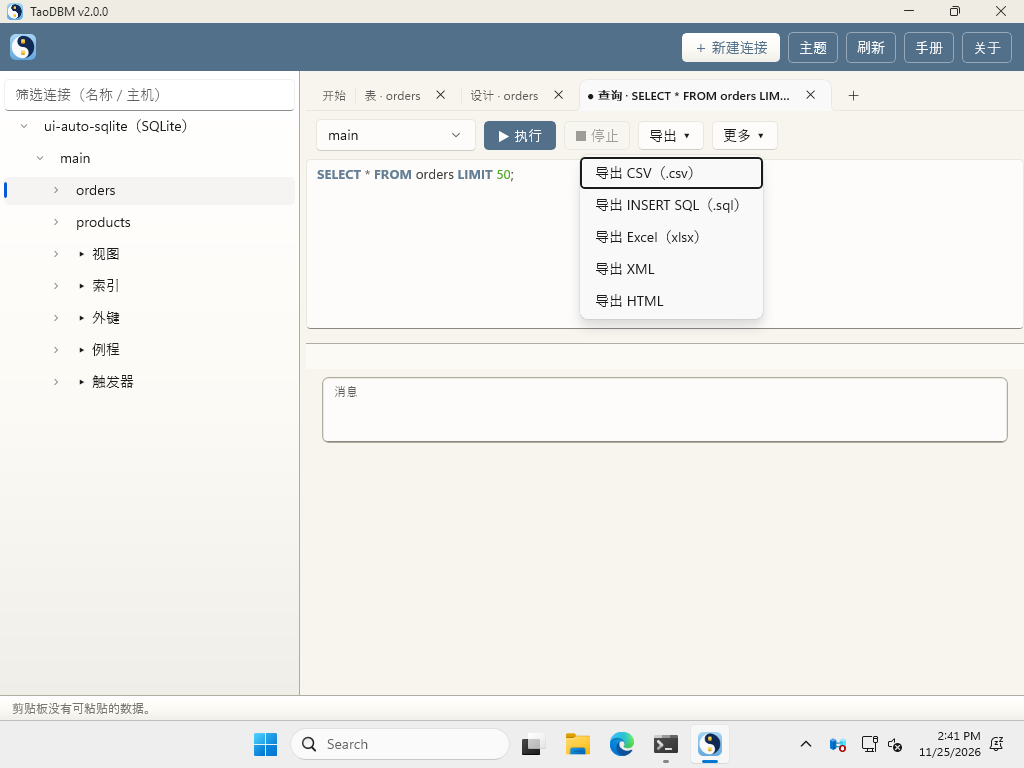 TaoDBM v2.0.0
+ 新建连接 主题 刷新 手册 关于
筛选连接（名称 / 主机）
开始 表 · orders 设计 · orders ● 查询 · SELECT * FROM orders LIM...
ui-auto-sqlite（SQLite）
main
orders
products
视图
索引
外键
例程
触发器
main 执行 停止 导出 更多
SELECT * FROM orders LIMIT 50;
导出 CSV（.csv）
导出 INSERT SQL（.sql）
导出 Excel（xlsx）
导出 XML
导出 HTML
消息
剪贴板没有可粘贴的数据。
Search
2:41 PM
11/25/2026